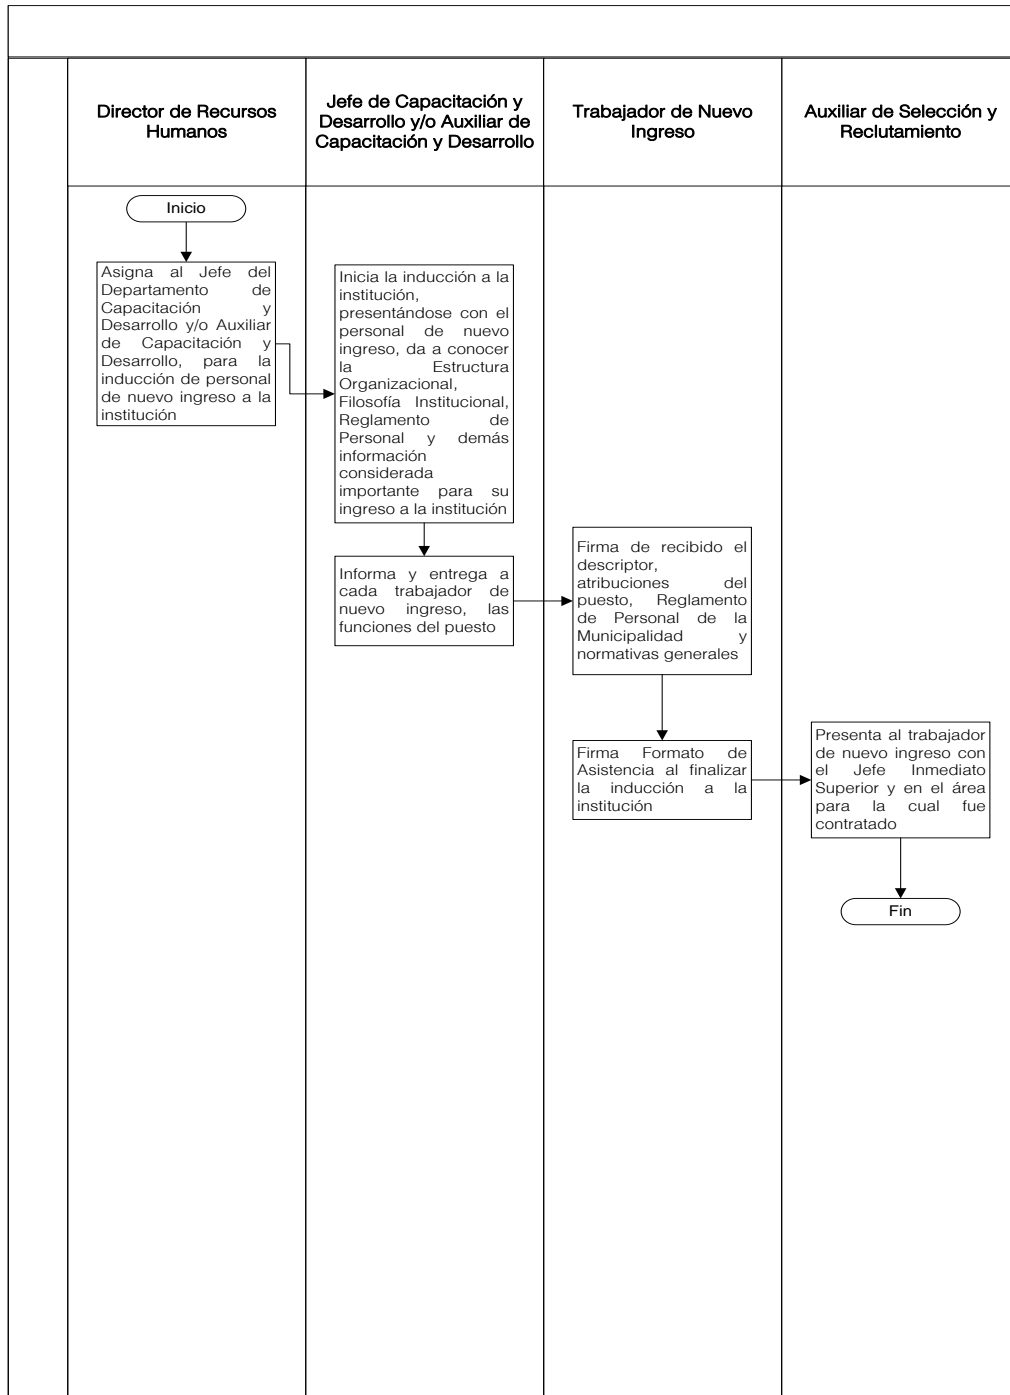 Director de Recursos
Humanos
Jefe de Capacitación y
Desarrollo y/o Auxiliar de
Capacitación y Desarrollo
Trabajador de Nuevo
Ingreso
Auxiliar de Selección y
Reclutamiento
Inicio
Asigna al Jefe del
Departamento de
Capacitación y
Desarrollo y/o Auxiliar
de Capacitación y
Desarrollo, para la
inducción de personal
de nuevo ingreso a la
institución
Inicia la inducción a la
institución,
presentándose con el
personal de nuevo
ingreso, da a conocer
la Estructura
Organizacional,
Filosofía Institucional,
Reglamento de
Personal y demás
información
considerada
importante para su
ingreso a la institución
Informa y entrega a
cada trabajador de
nuevo ingreso, las
funciones del puesto
Firma de recibido el
descriptor,
atribuciones del
puesto, Reglamento
de Personal de la
Municipalidad y
normativas generales
Firma Formato de
Asistencia al finalizar
la inducción a la
institución
Presenta al trabajador
de nuevo ingreso con
el Jefe Inmediato
Superior y en el área
para la cual fue
contratado
Fin